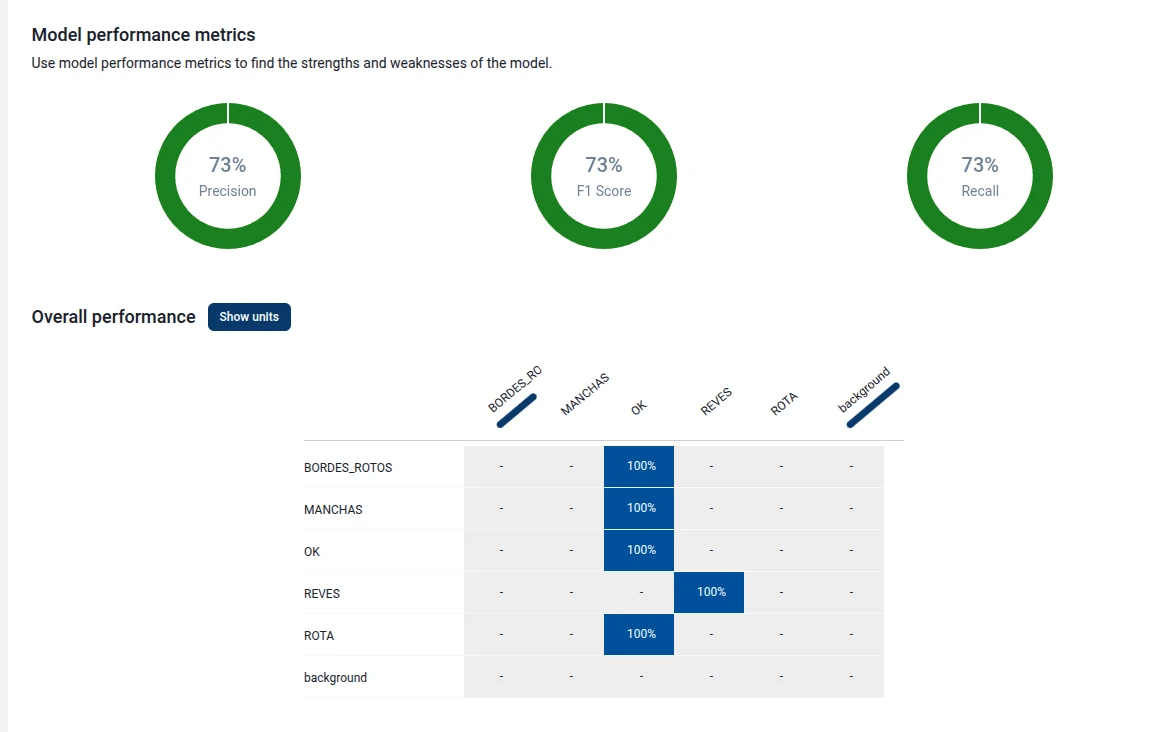 Model performance metrics
Use model performance metrics to find the strengths and weaknesses of the model.
73% 73% 73%
Precision F1 Score Recall
Overall performance Show units
BORDES_RO MANCHAS OK REVES ROTA background
BORDES_ROTOS - - 100% - - -
MANCHAS - - 100% - - -
OK - - 100% - - -
REVES - - - 100% - -
ROTA - - 100% - - -
background - - - - - -